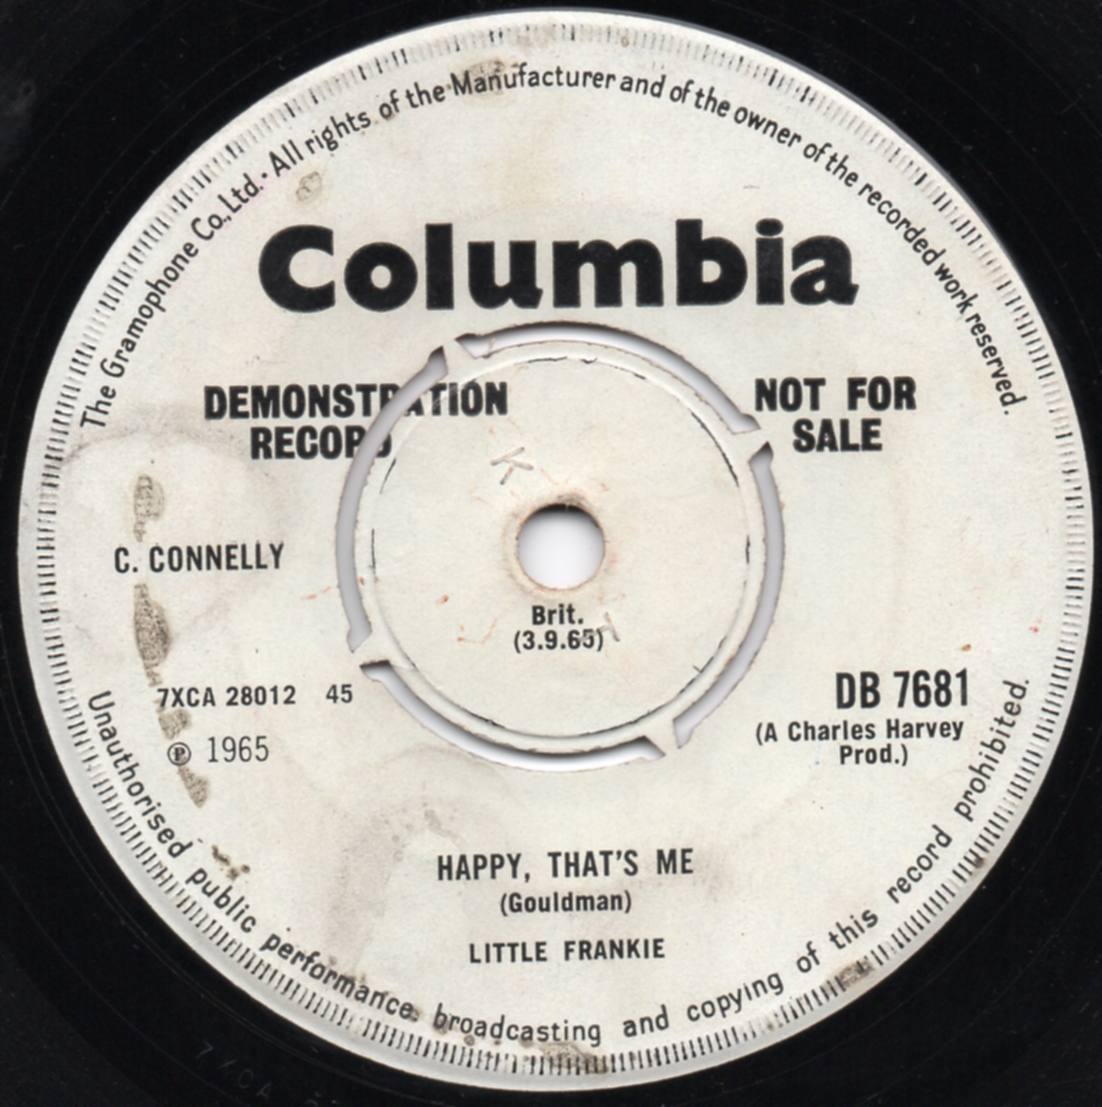 The Gramophone Co. Ltd. · All rights of the Manufacturer and of the owner of the recorded work reserved.
Columbia
DEMONSTRATION
RECORD
NOT FOR
SALE
K
C. CONNELLY
Brit.
(3.9.65)
H
7XCA 28012 45
Ⓟ 1965
DB 7681
(A Charles Harvey
Prod.)
HAPPY, THAT'S ME
(Gouldman)
LITTLE FRANKIE
Unauthorised public performance, broadcasting and copying of this record prohibited.
7XCA